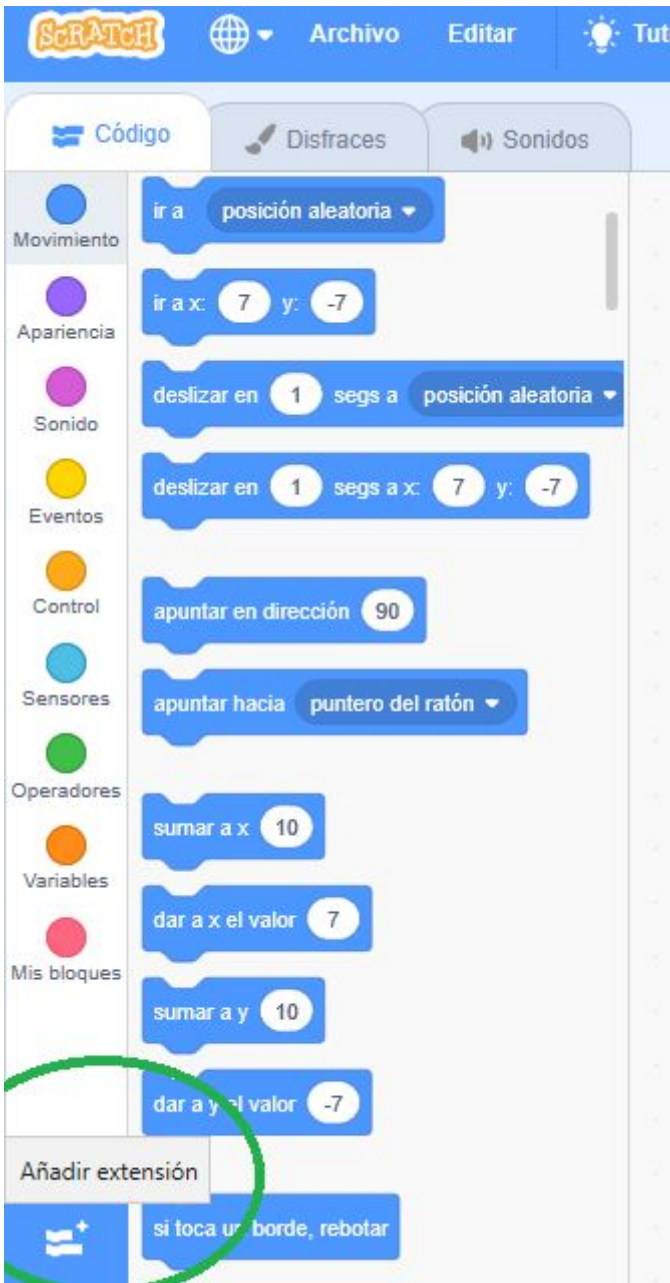 SCRATCH Archivo Editar Tut
Código Disfraces Sonidos
Movimiento
Apariencia
Sonido
Eventos
Control
Sensores
Operadores
Variables
Mis bloques
ir a posición aleatoria
ir a x: 7 y: -7
deslizar en 1 segs a posición aleatoria
deslizar en 1 segs a x: 7 y: -7
apuntar en dirección 90
apuntar hacia puntero del ratón
sumar a x 10
dar a x el valor 7
sumar a y 10
dar a y el valor -7
si toca un borde, rebotar
Añadir extensión